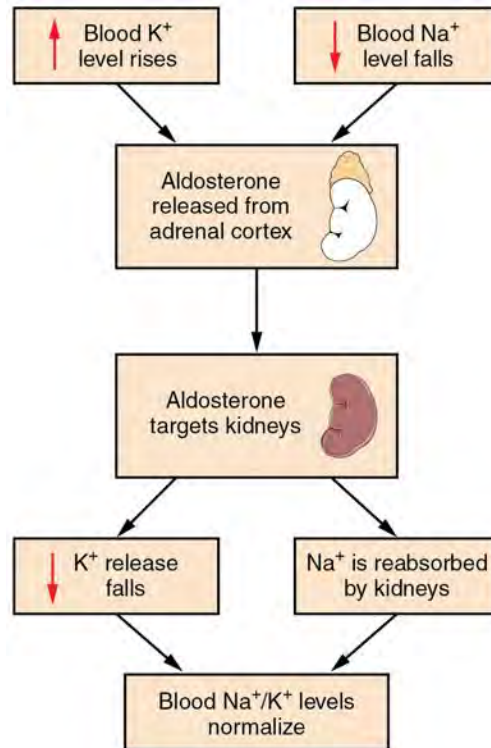 Blood K⁺
level rises
Blood Na⁺
level falls
Aldosterone
released from
adrenal cortex
Aldosterone
targets kidneys
K⁺ release
falls
Na⁺ is reabsorbed
by kidneys
Blood Na⁺/K⁺ levels
normalize